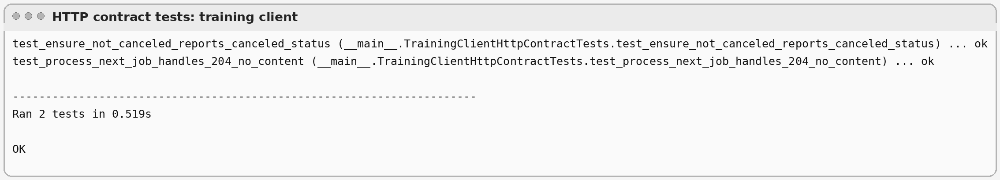 HTTP contract tests: training client
test_ensure_not_canceled_reports_canceled_status (__main__.TrainingClientHttpContractTests.test_ensure_not_canceled_reports_canceled_status) ... ok
test_process_next_job_handles_204_no_content (__main__.TrainingClientHttpContractTests.test_process_next_job_handles_204_no_content) ... ok
----------------------------------------------------------------------
Ran 2 tests in 0.519s
OK